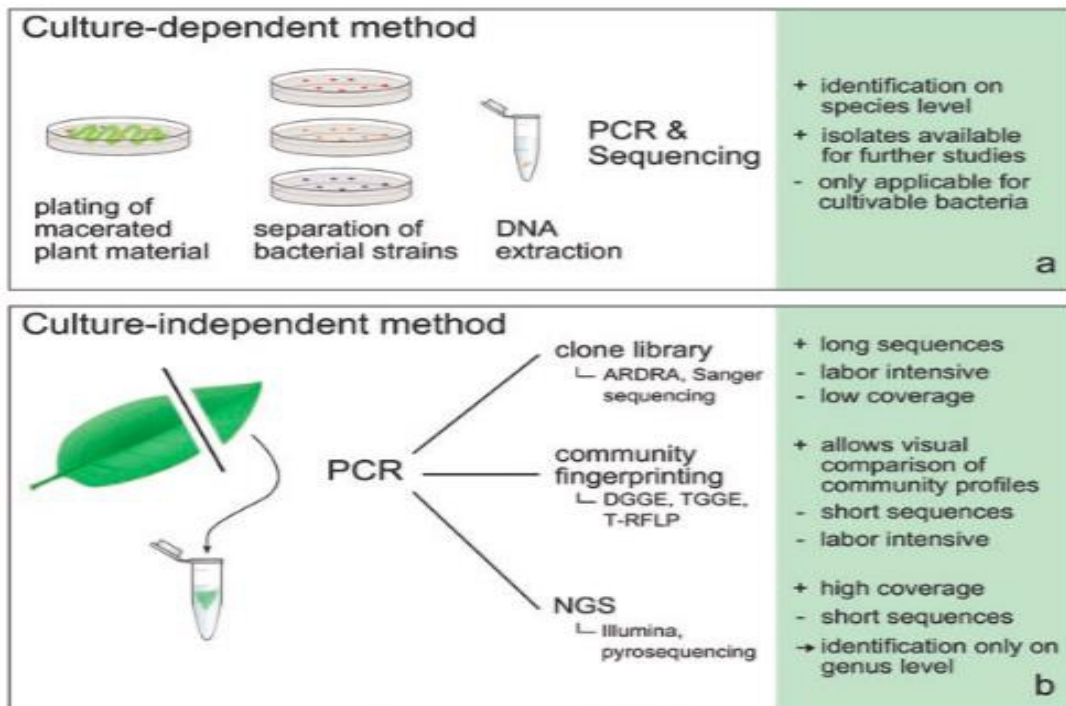 Culture-dependent method
plating of
macerated
plant material
separation of
bacterial strains
DNA
extraction
PCR &
Sequencing
+ identification on
species level
+ isolates available
for further studies
- only applicable for
cultivable bacteria
a
Culture-independent method
PCR
clone library
ARDRA, Sanger
sequencing
community
fingerprinting
DGGE, TGGE,
T-RFLP
NGS
Illumina,
pyrosequencing
+ long sequences
- labor intensive
- low coverage
+ allows visual
comparison of
community profiles
- short sequences
- labor intensive
+ high coverage
- short sequences
→ identification only on
genus level
b